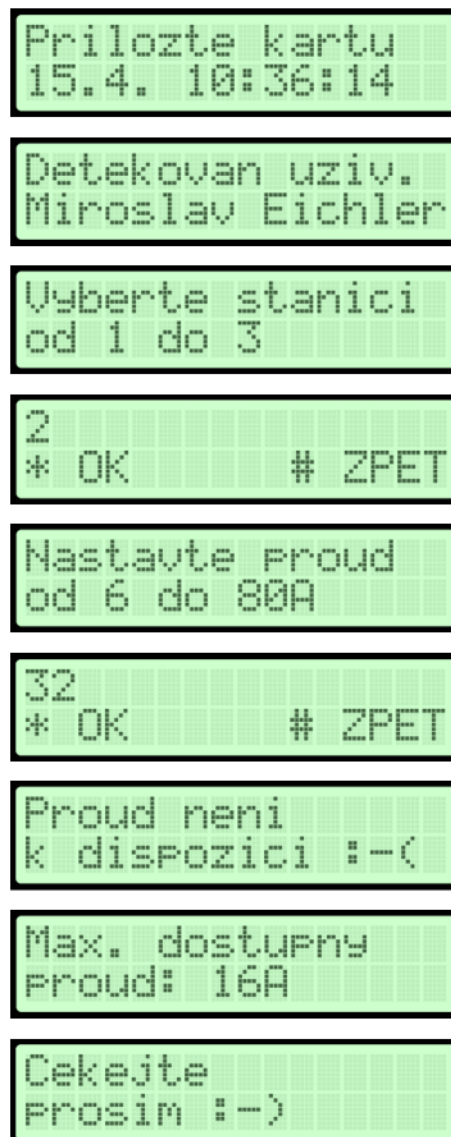 Prilozte kartu
15.4. 10:36:14
Detekovan uziv.
Miroslav Eichler
Vyberte stanici
od 1 do 3
2
* OK # ZPET
Nastavte proud
od 6 do 80A
32
* OK # ZPET
Proud neni
k dispozici :-(
Max. dostupny
proud: 16A
Cekejte
prosim :-)